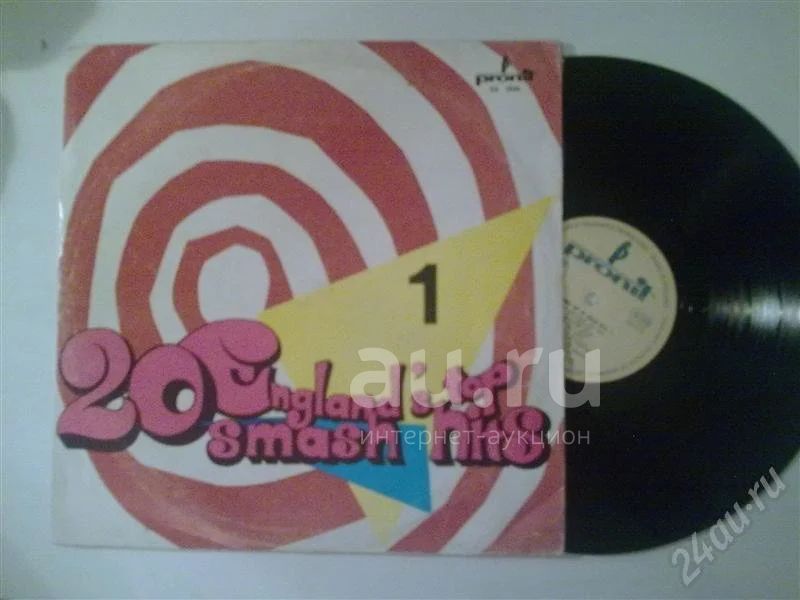 pronit
1
20 England's top
smash hits
pronit
au.ru
интернет-аукцион
24au.ru